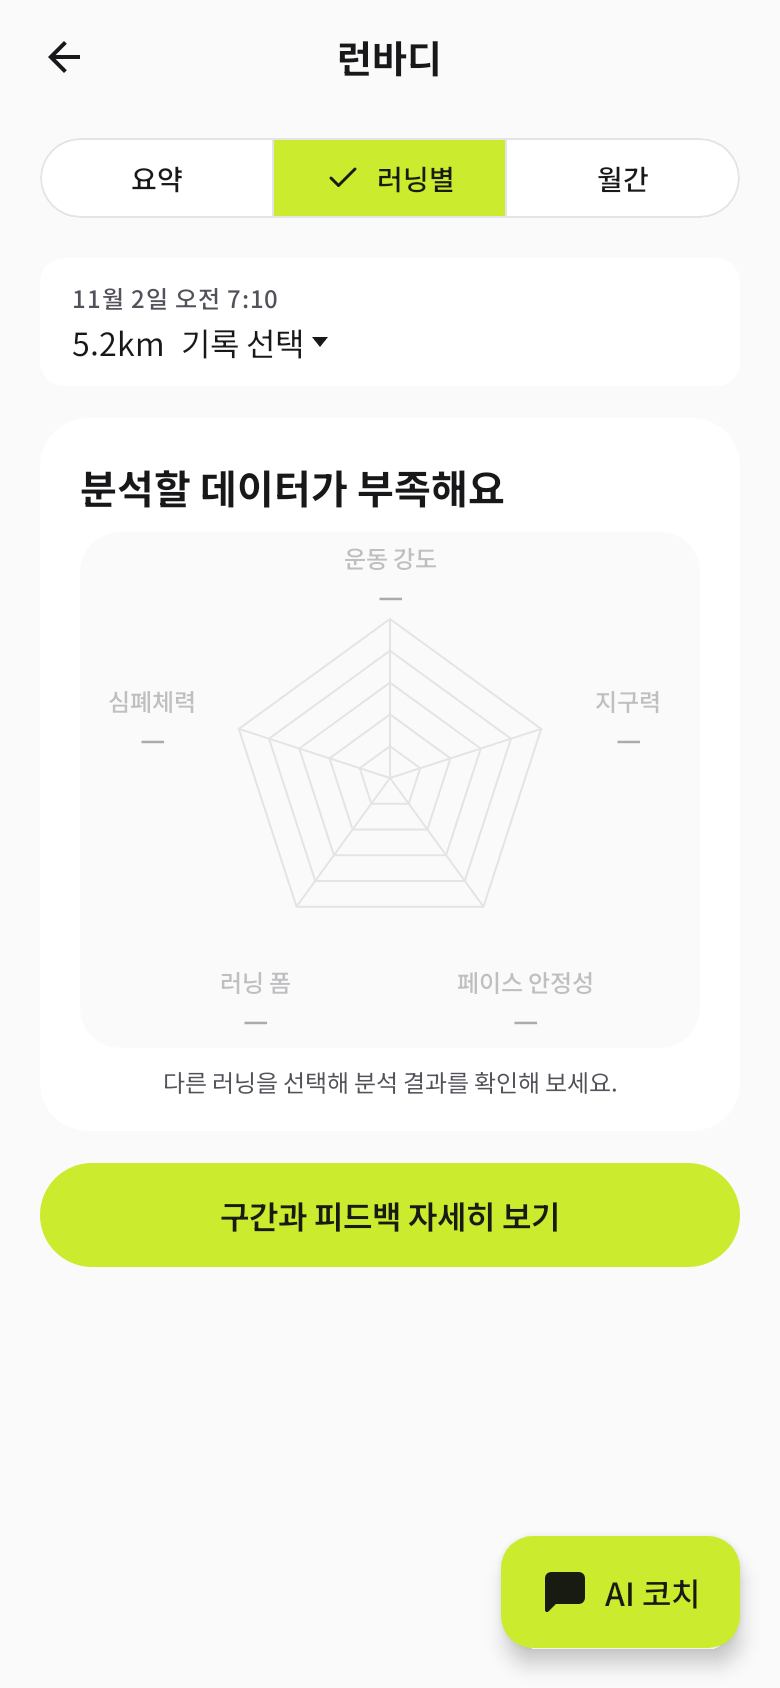 런바디
요약
러닝별
월간
11월 2일 오전 7:10
5.2km 기록 선택
분석할 데이터가 부족해요
운동 강도
—
심폐체력
—
지구력
—
러닝 폼
—
페이스 안정성
—
다른 러닝을 선택해 분석 결과를 확인해 보세요.
구간과 피드백 자세히 보기
AI 코치